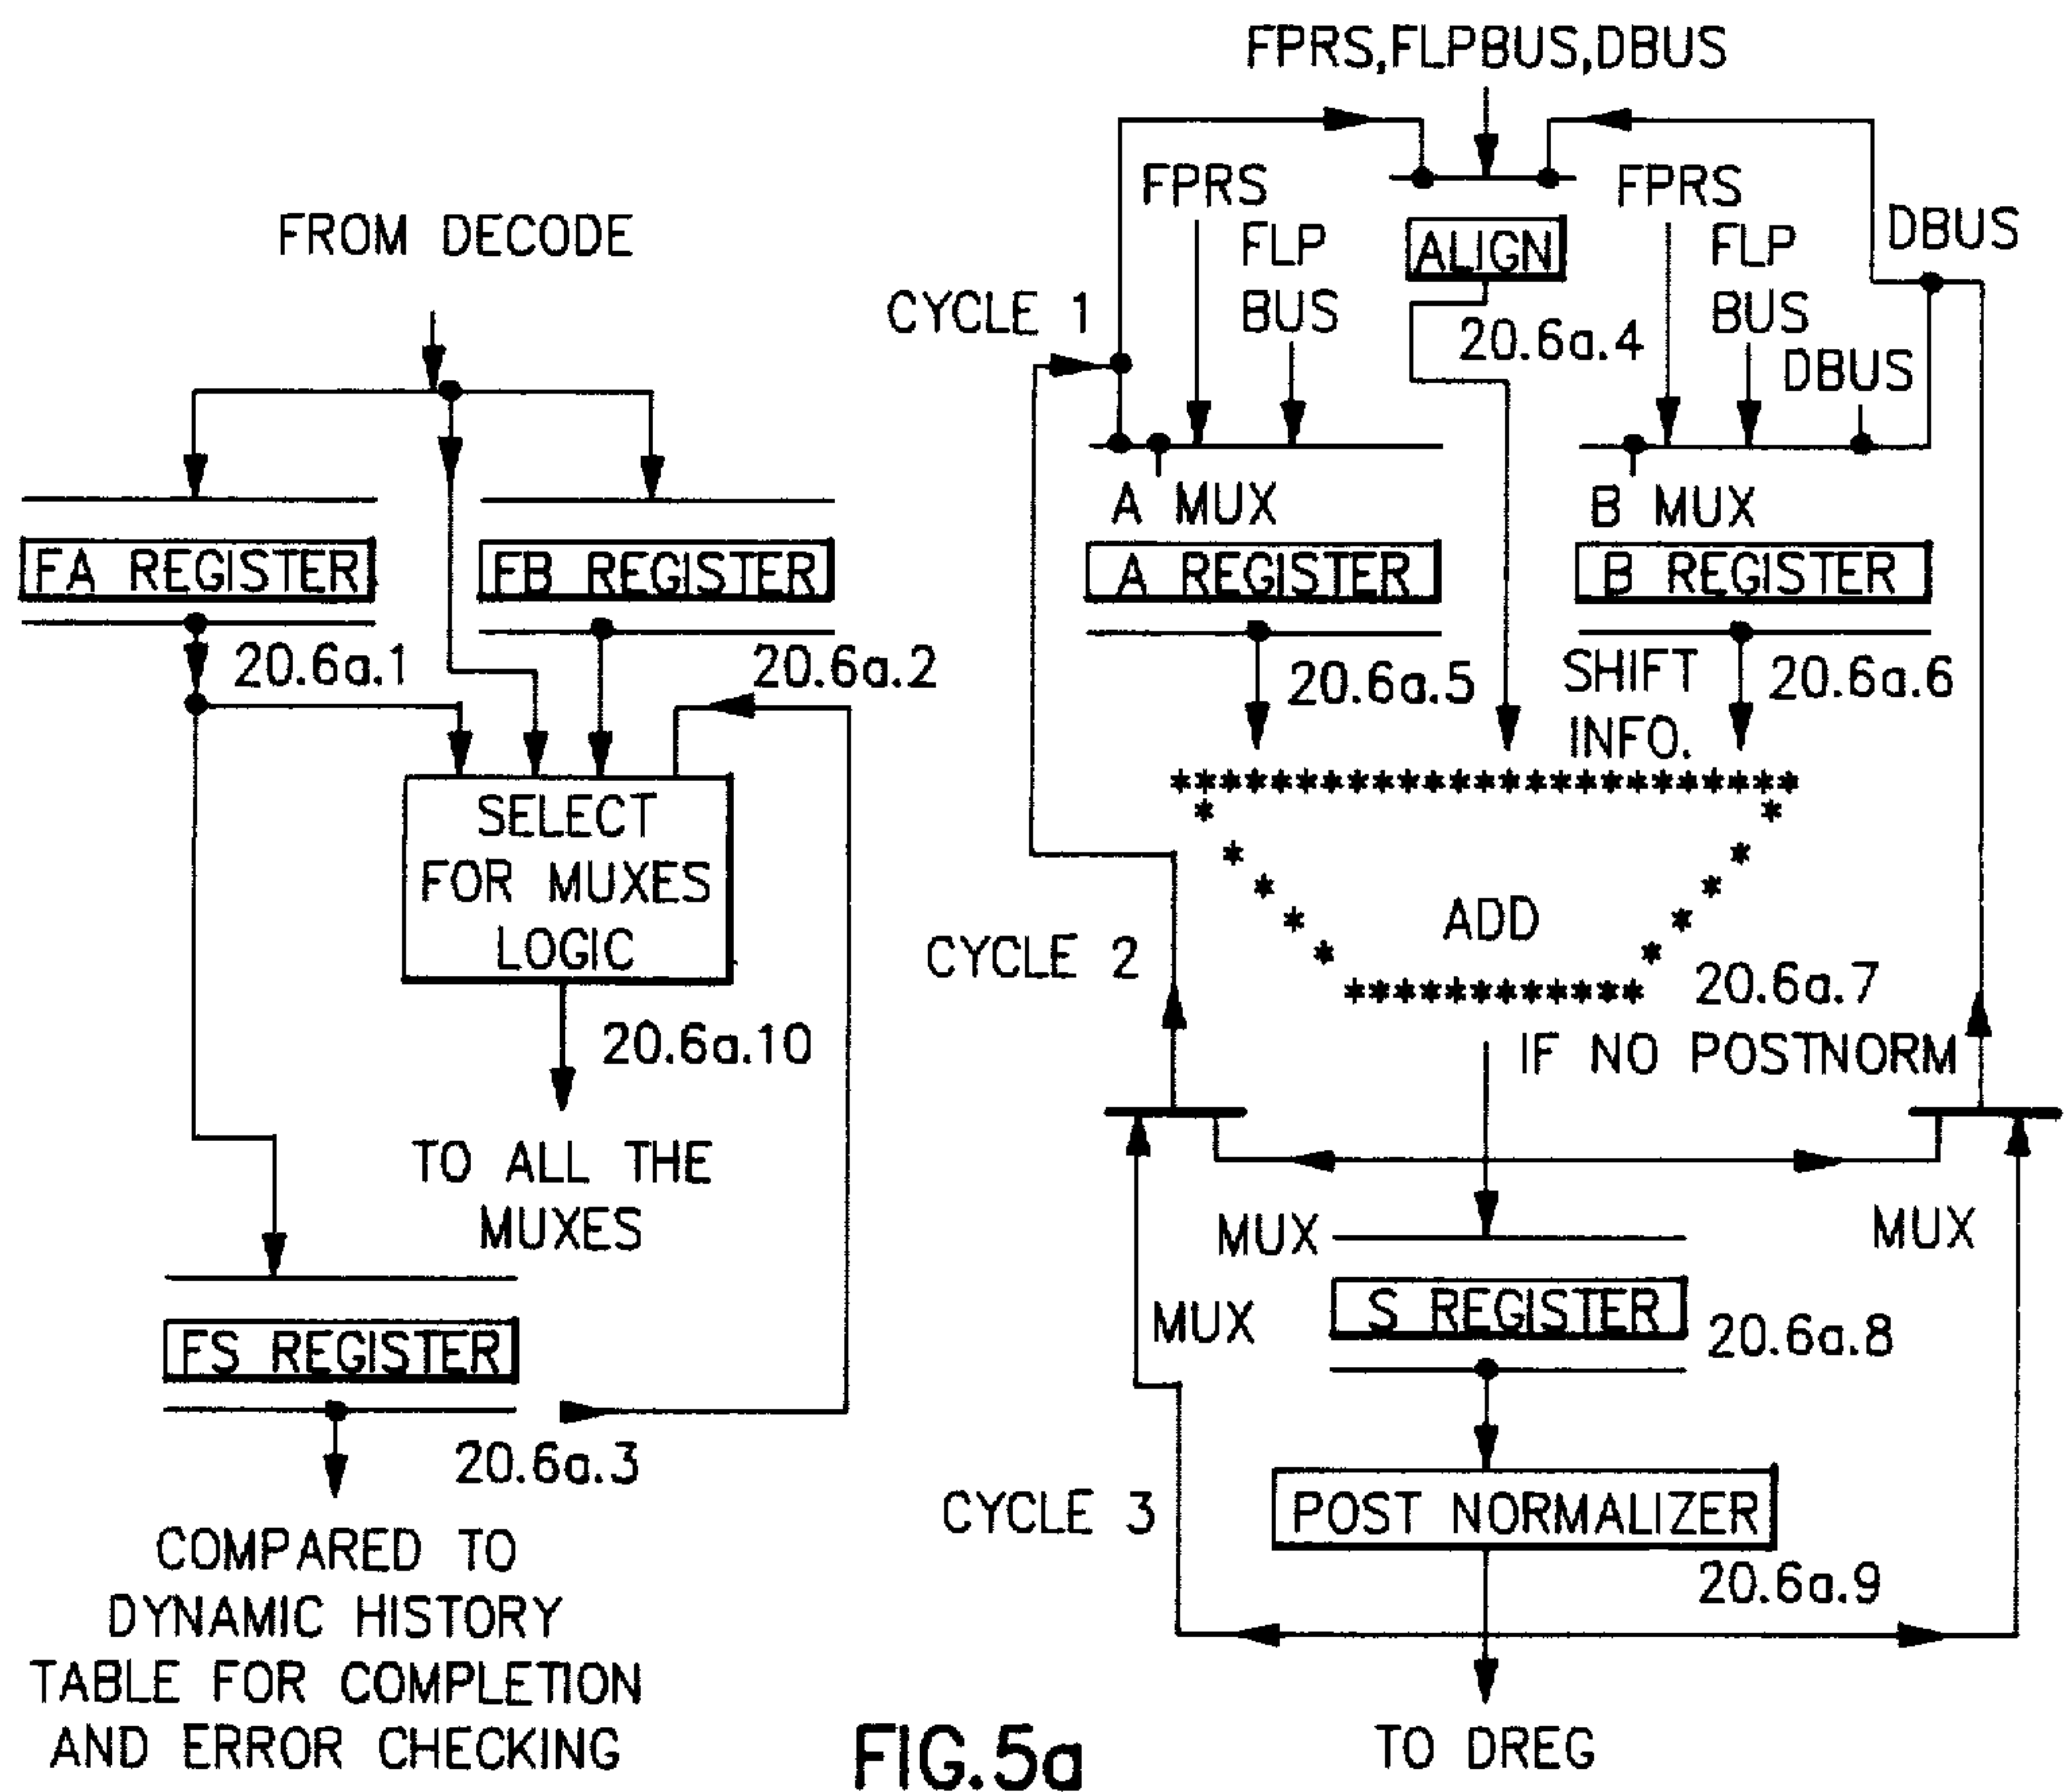 FPRS,FLPBUS,DBUS
FROM DECODE
FPRS
FLP
BUS
ALIGN
20.6a.4
FPRS
FLP
BUS
DBUS
DBUS
CYCLE 1
A MUX
B MUX
FA REGISTER
FB REGISTER
A REGISTER
B REGISTER
20.6a.1
20.6a.2
20.6a.5
SHIFT
INFO.
20.6a.6
SELECT
FOR MUXES
LOGIC
20.6a.10
TO ALL THE
MUXES
*************************
* *
* *
* *
* ADD *
* *
************
CYCLE 2
20.6a.7
IF NO POSTNORM
MUX
MUX
MUX
S REGISTER
20.6a.8
FS REGISTER
20.6a.3
CYCLE 3
POST NORMALIZER
20.6a.9
COMPARED TO
DYNAMIC HISTORY
TABLE FOR COMPLETION
AND ERROR CHECKING
TO DREG
FIG.5a